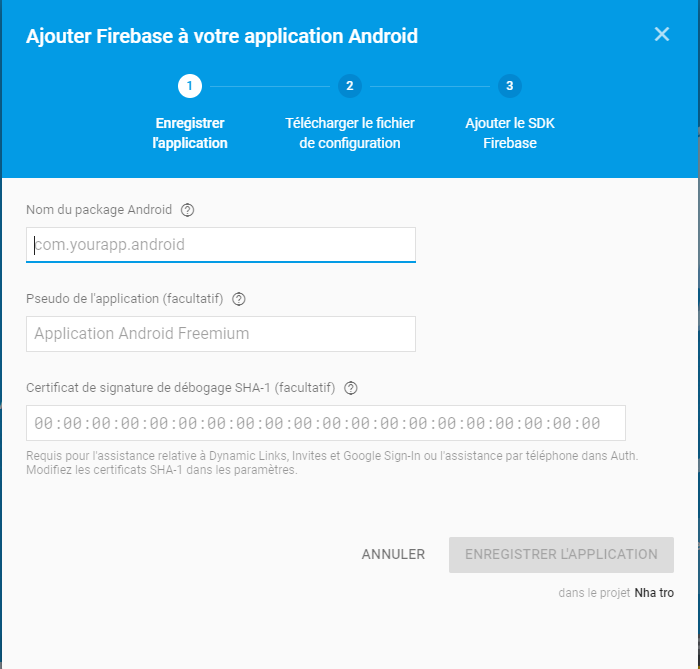 Ajouter Firebase à votre application Android
1
2
3
Enregistrer
l'application
Télécharger le fichier
de configuration
Ajouter le SDK
Firebase
Nom du package Android
com.yourapp.android
Pseudo de l'application (facultatif)
Application Android Freemium
Certificat de signature de débogage SHA-1 (facultatif)
00:00:00:00:00:00:00:00:00:00:00:00:00:00:00:00:00:00:00:00
Requis pour l'assistance relative à Dynamic Links, Invites et Google Sign-In ou l'assistance par téléphone dans Auth.
Modifiez les certificats SHA-1 dans les paramètres.
ANNULER
ENREGISTRER L'APPLICATION
dans le projet Nha tro